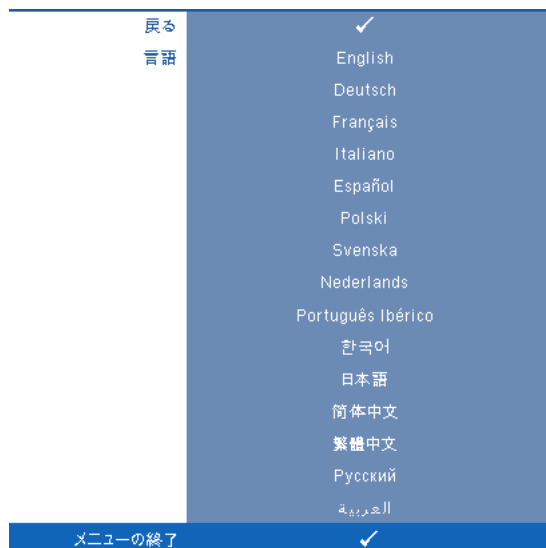 戻る ✓
言語 English
Deutsch
Français
Italiano
Español
Polski
Svenska
Nederlands
Português Ibérico
한국어
日本語
简体中文
繁體中文
Русский
العربية
メニューの終了 ✓